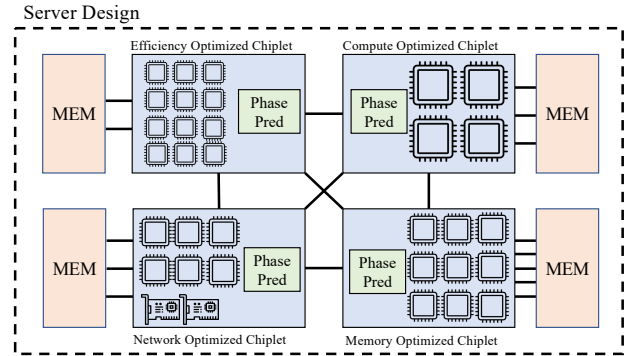 Server Design
Efficiency Optimized Chiplet
Compute Optimized Chiplet
MEM
Phase
Pred
Phase
Pred
MEM
MEM
Phase
Pred
Phase
Pred
MEM
Network Optimized Chiplet
Memory Optimized Chiplet